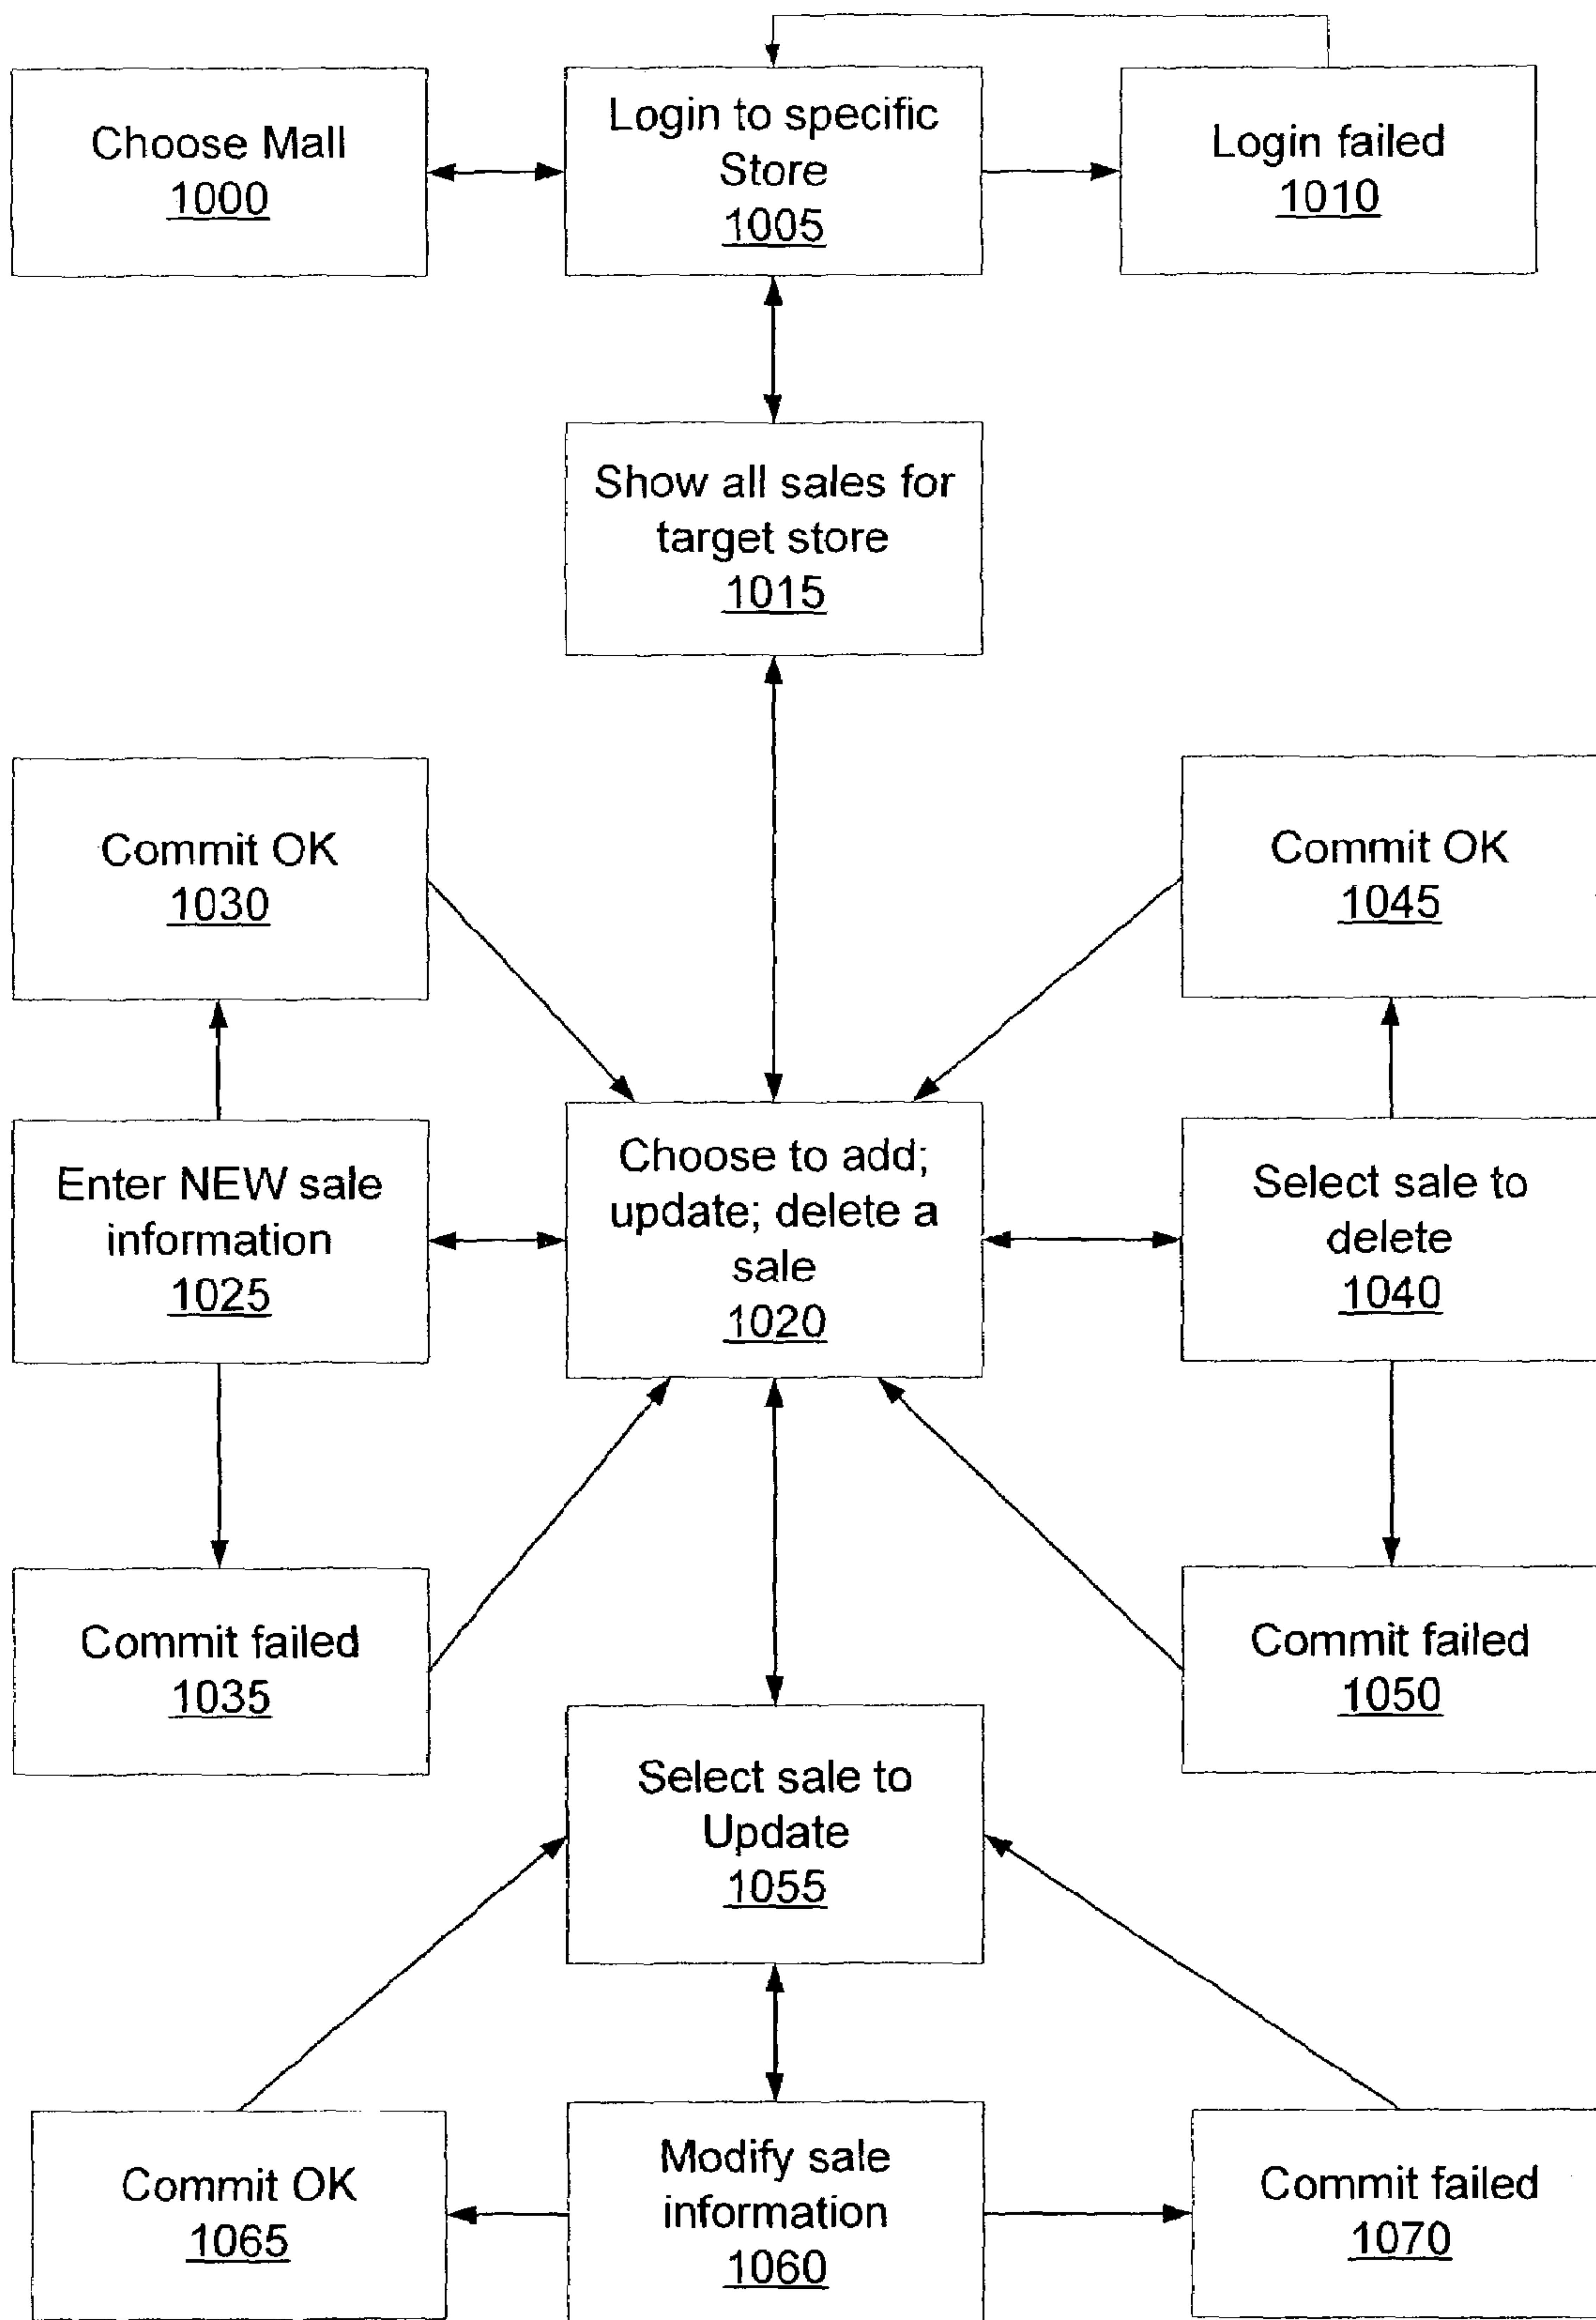 Choose Mall
1000
Login to specific
Store
1005
Login failed
1010
Show all sales for
target store
1015
Commit OK
1030
Commit OK
1045
Enter NEW sale
information
1025
Choose to add;
update; delete a
sale
1020
Select sale to
delete
1040
Commit failed
1035
Commit failed
1050
Select sale to
Update
1055
Commit OK
1065
Modify sale
information
1060
Commit failed
1070